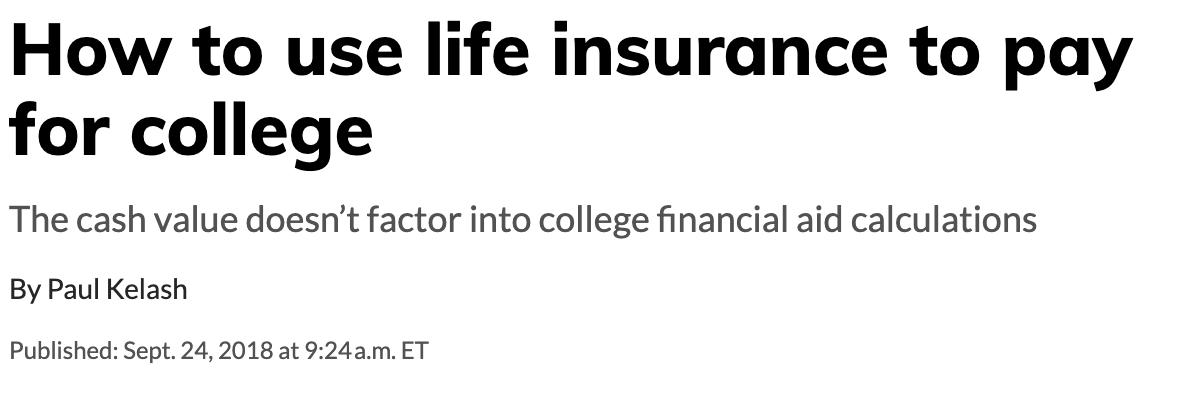 How to use life insurance to pay
for college
The cash value doesn’t factor into college financial aid calculations
By Paul Kelash
Published: Sept. 24, 2018 at 9:24 a.m. ET